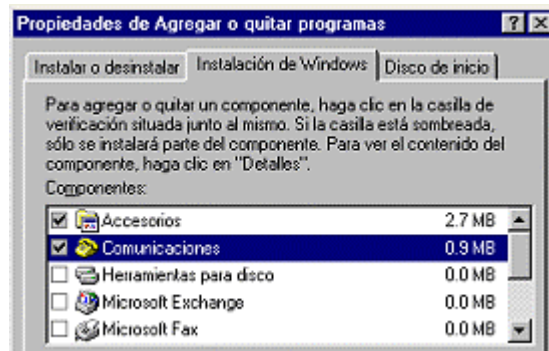 Propiedades de Agregar o quitar programas
Instalar o desinstalar Instalación de Windows Disco de inicio
Para agregar o quitar un componente, haga clic en la casilla de
verificación situada junto al mismo. Si la casilla está sombreada,
sólo se instalará parte del componente. Para ver el contenido del
componente, haga clic en "Detalles".
Componentes:
Accesorios 2.7 MB
Comunicaciones 0.9 MB
Herramientas para disco 0.0 MB
Microsoft Exchange 0.0 MB
Microsoft Fax 0.0 MB